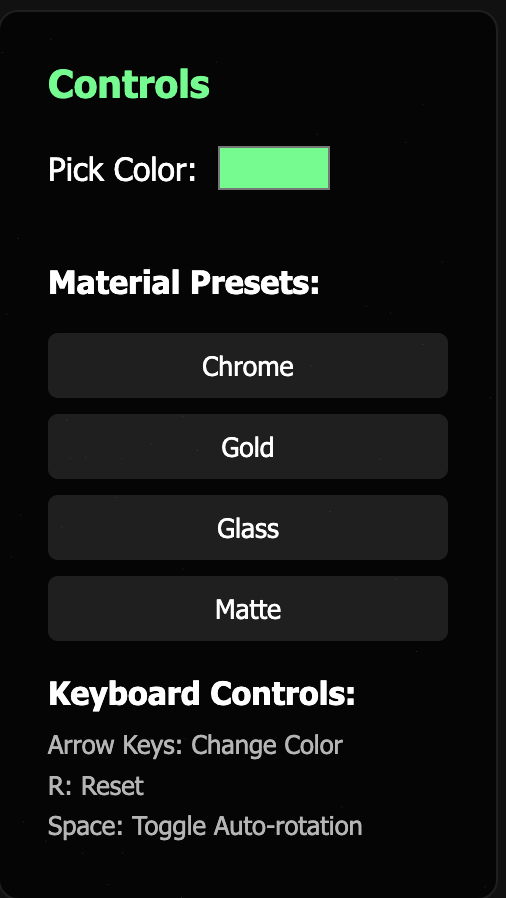 Controls
Pick Color:
Material Presets:
Chrome
Gold
Glass
Matte
Keyboard Controls:
Arrow Keys: Change Color
R: Reset
Space: Toggle Auto-rotation